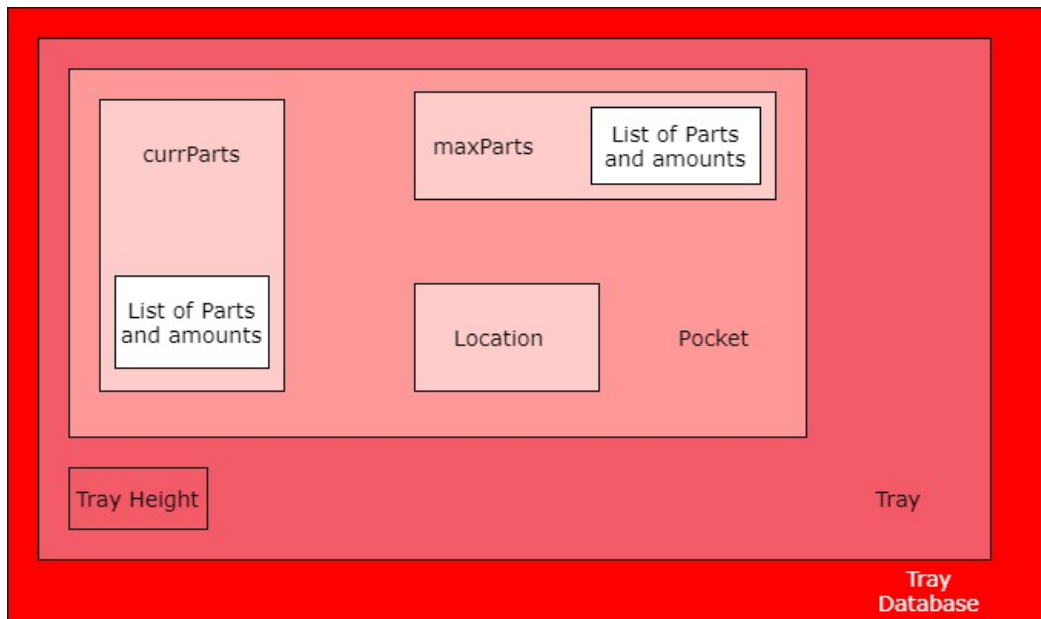 currParts
List of Parts
and amounts
maxParts
List of Parts
and amounts
Location
Pocket
Tray Height
Tray
Tray
Database